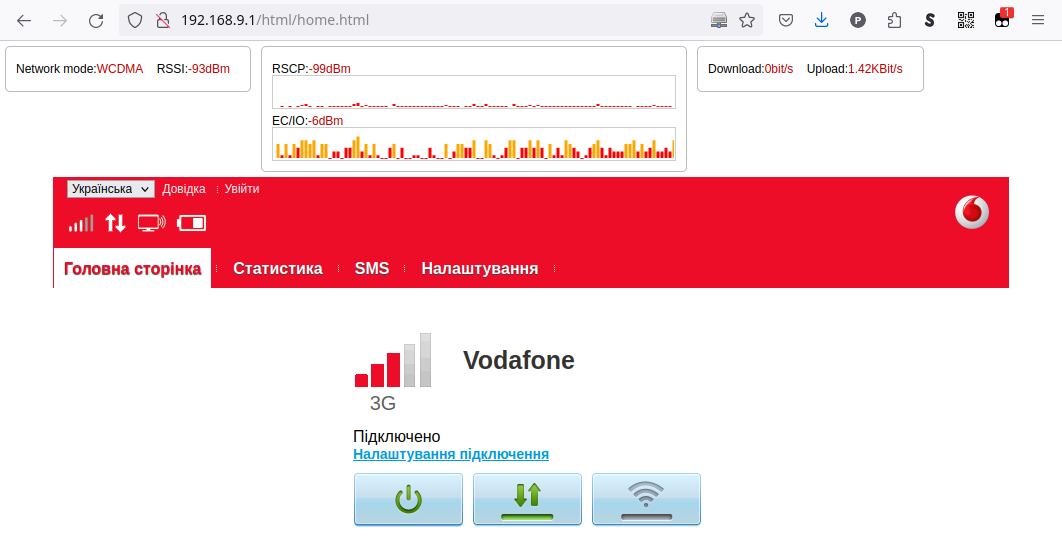 192.168.9.1/html/home.html
P
S
1
Network mode:WCDMA RSSI:-93dBm
RSCP:-99dBm
EC/IO:-6dBm
Download:0bit/s Upload:1.42KBit/s
Українська Довідка Увійти
Головна сторінка Статистика SMS Налаштування
Vodafone
3G
Підключено
Налаштування підключення